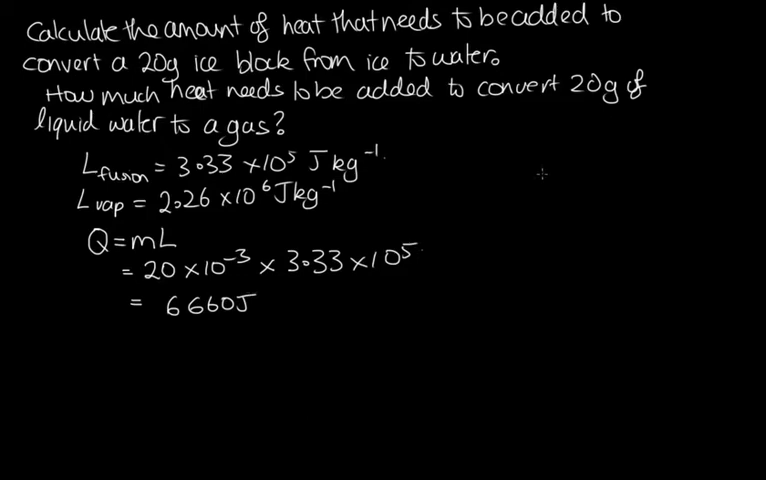 Calculate the amount of heat that needs to be added to
convert a 20g ice block from ice to water.
How much heat needs to be added to convert 20g of
liquid water to a gas?
L fusion = 3.33 × 10⁵ J kg⁻¹.
L vap = 2.26 × 10⁶ J kg⁻¹
Q = mL
= 20 × 10⁻³ × 3.33 × 10⁵
= 6660J